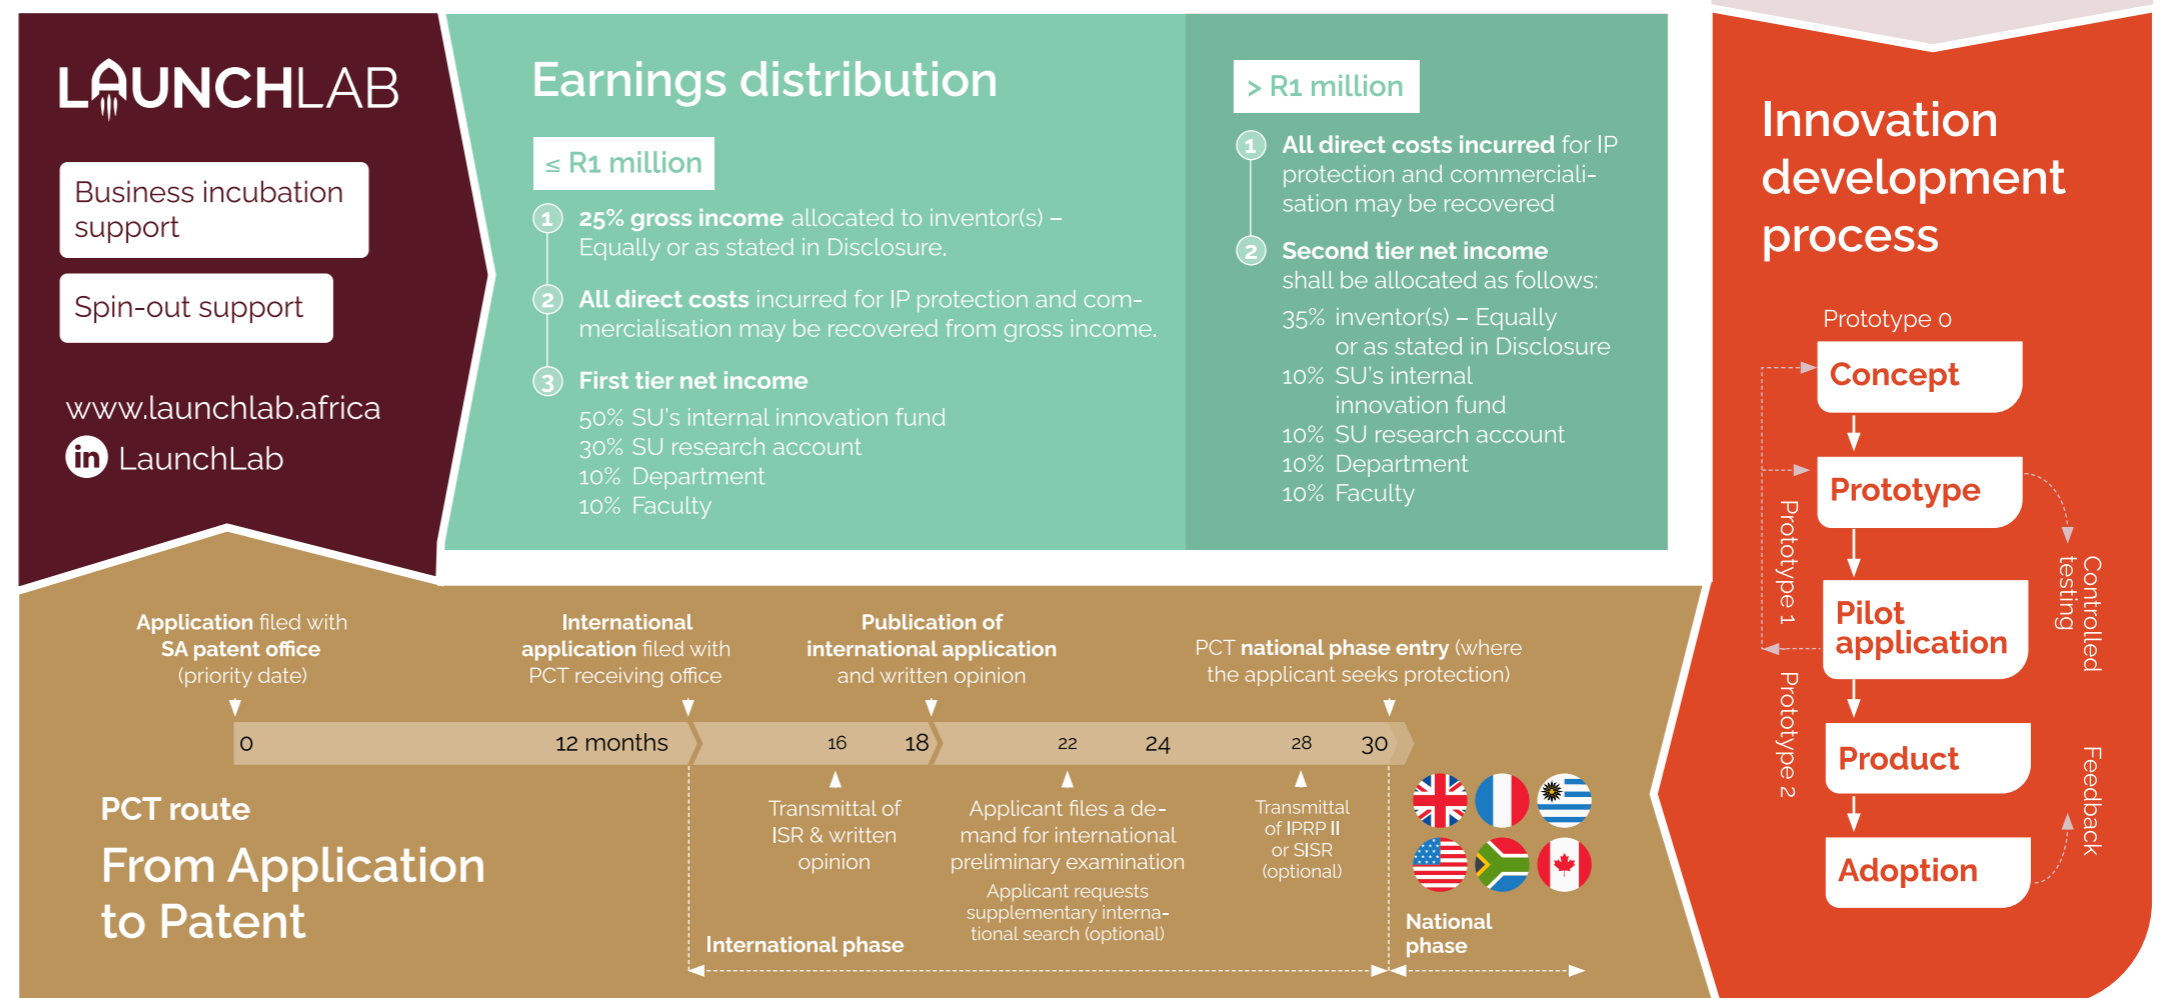 LAUNCHLAB
Business incubation
support
Spin-out support
www.launchlab.africa
in LaunchLab
Earnings distribution
≤ R1 million
1 25% gross income allocated to inventor(s) –
Equally or as stated in Disclosure.
2 All direct costs incurred for IP protection and com-
mercialisation may be recovered from gross income.
3 First tier net income
50% SU's internal innovation fund
30% SU research account
10% Department
10% Faculty
> R1 million
1 All direct costs incurred for IP
protection and commerciali-
sation may be recovered
2 Second tier net income
shall be allocated as follows:
35% inventor(s) – Equally
or as stated in Disclosure
10% SU's internal
innovation fund
10% SU research account
10% Department
10% Faculty
Application filed with
SA patent office
(priority date)
International
application filed with
PCT receiving office
Publication of
international application
and written opinion
PCT national phase entry (where
the applicant seeks protection)
0 12 months 16 18 22 24 28 30
Transmittal of
ISR & written
opinion
Applicant files a de-
mand for international
preliminary examination
Applicant requests
supplementary interna-
tional search (optional)
Transmittal
of IPRP II
or SISR
(optional)
PCT route
From Application
to Patent
International phase
National
phase
Innovation
development
process
Prototype 0
Concept
Prototype
Pilot
application
Product
Adoption
Prototype 1
Prototype 2
Controlled
testing
Feedback